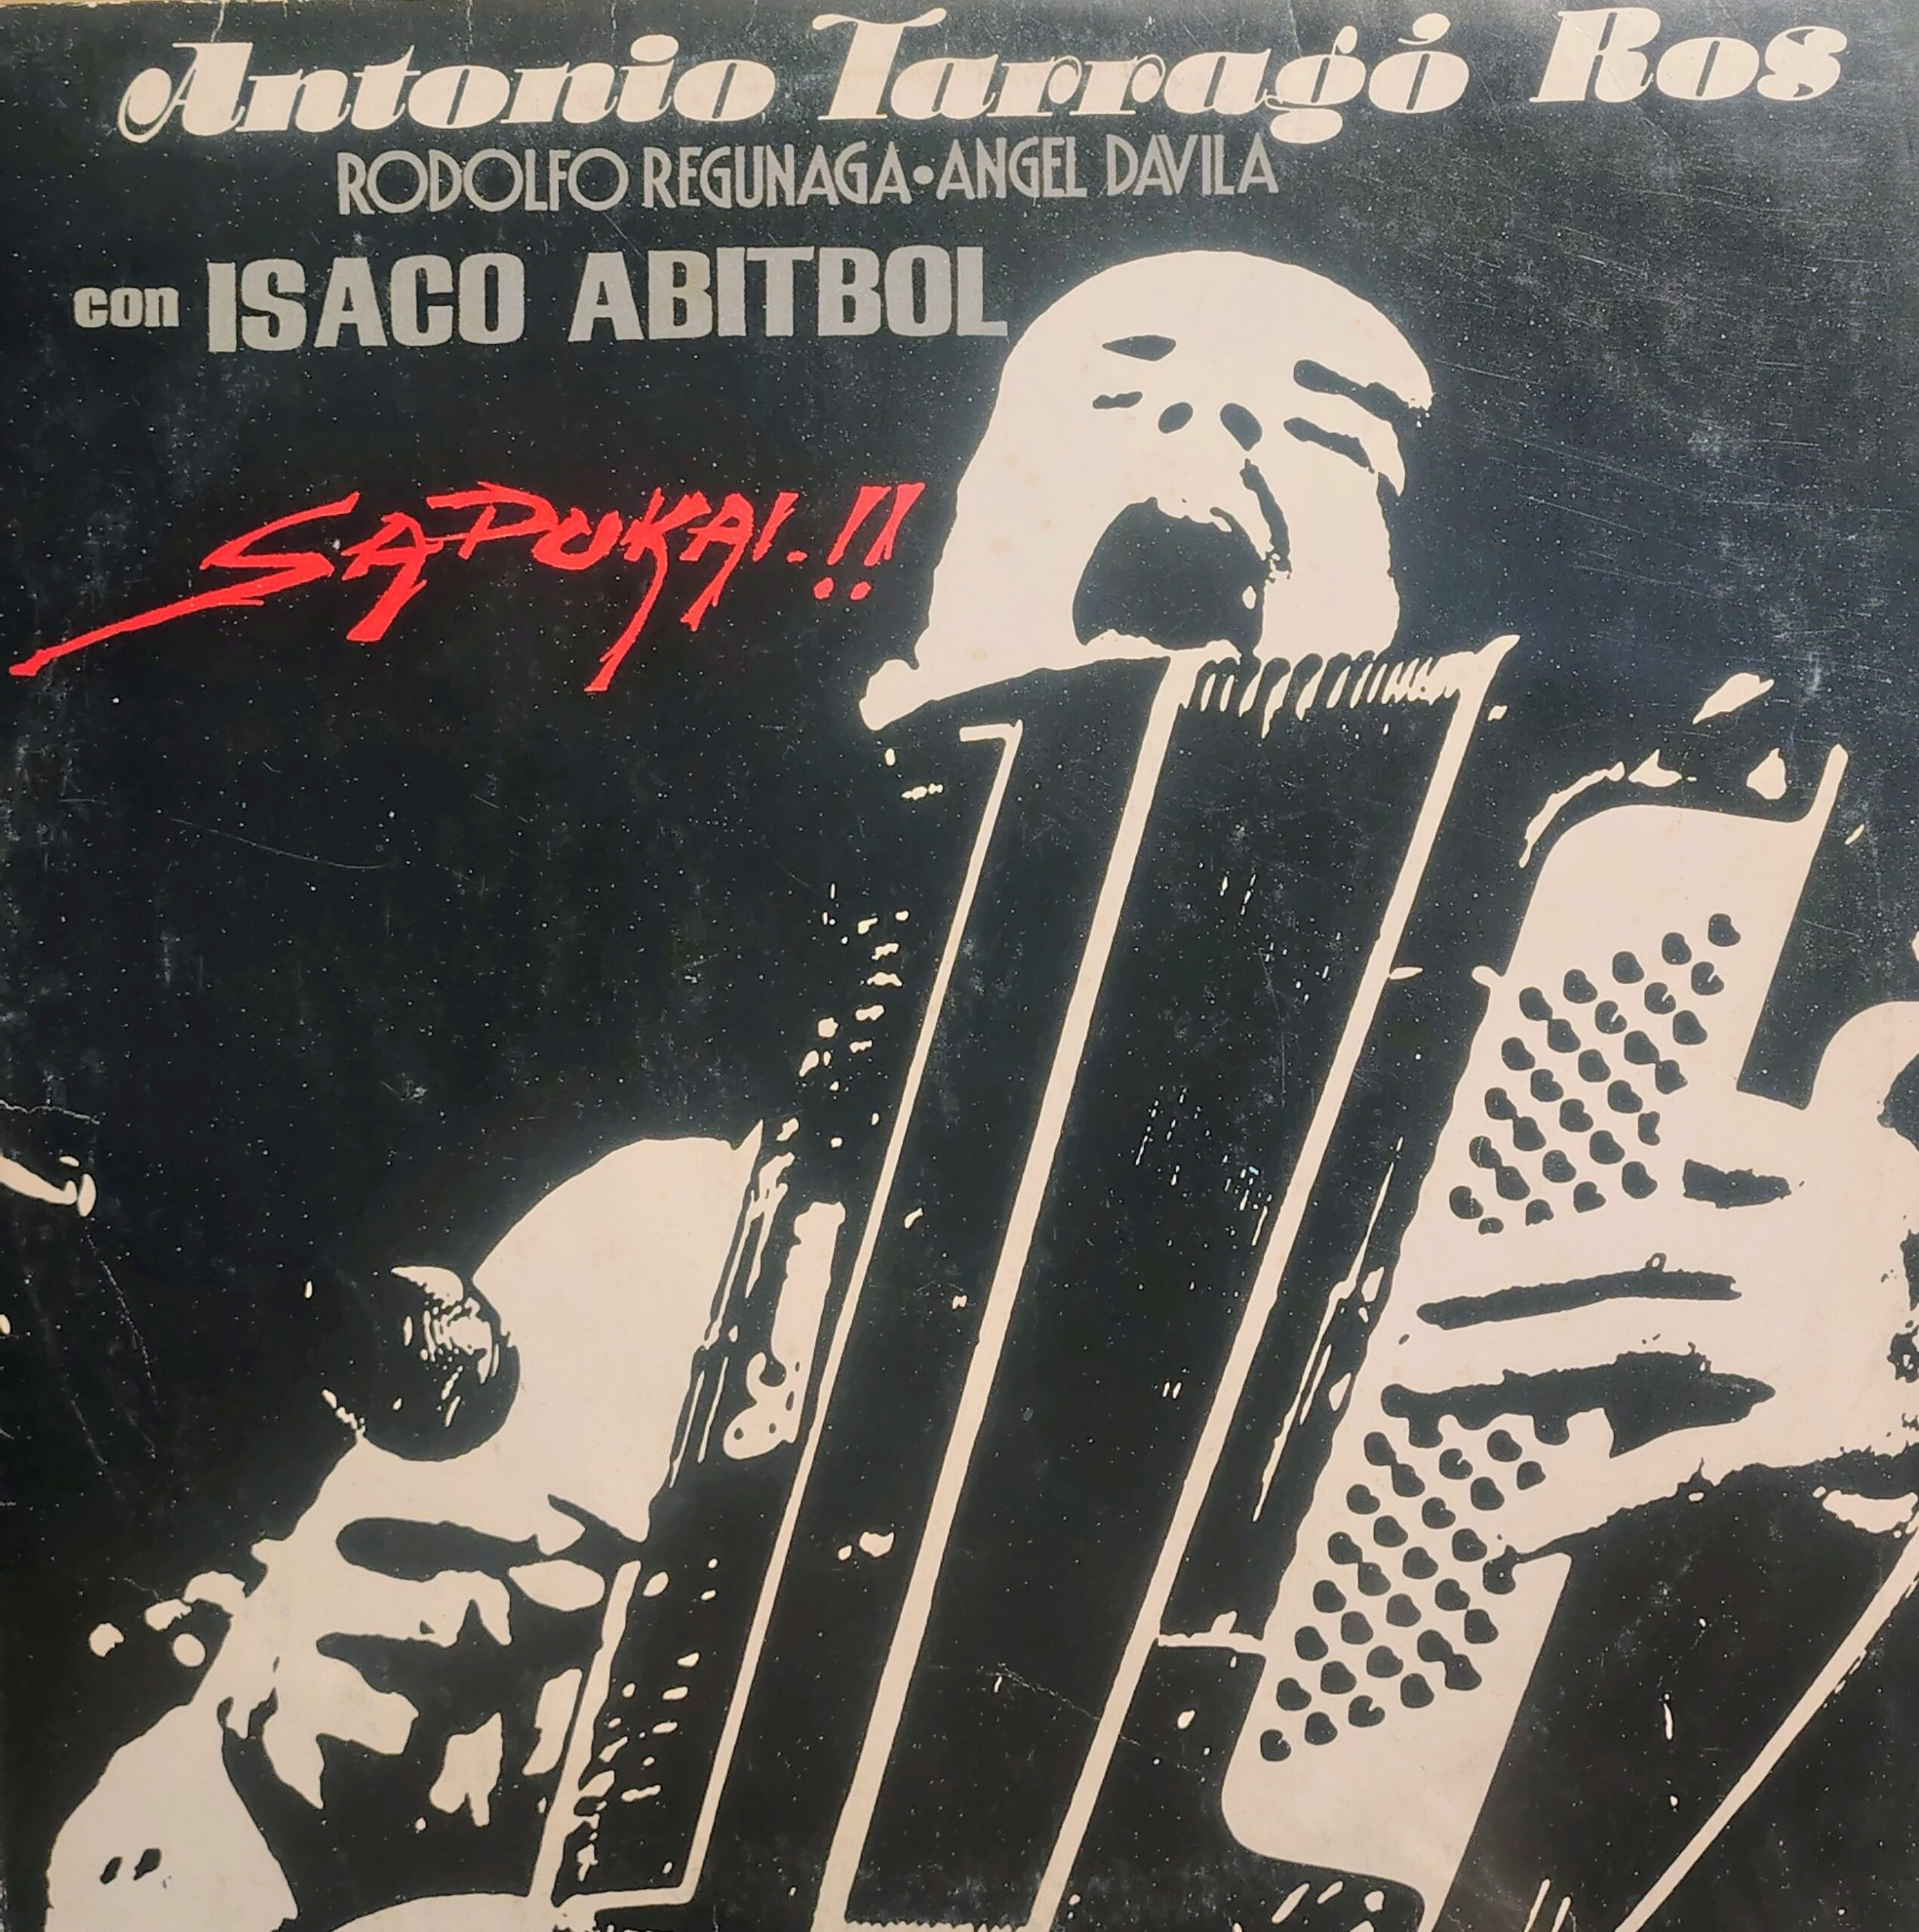 Antonio Tarragó Ros
RODOLFO REGUNAGA•ANGEL DAVILA
con ISACO ABITBOL
SAPUKAI.!!